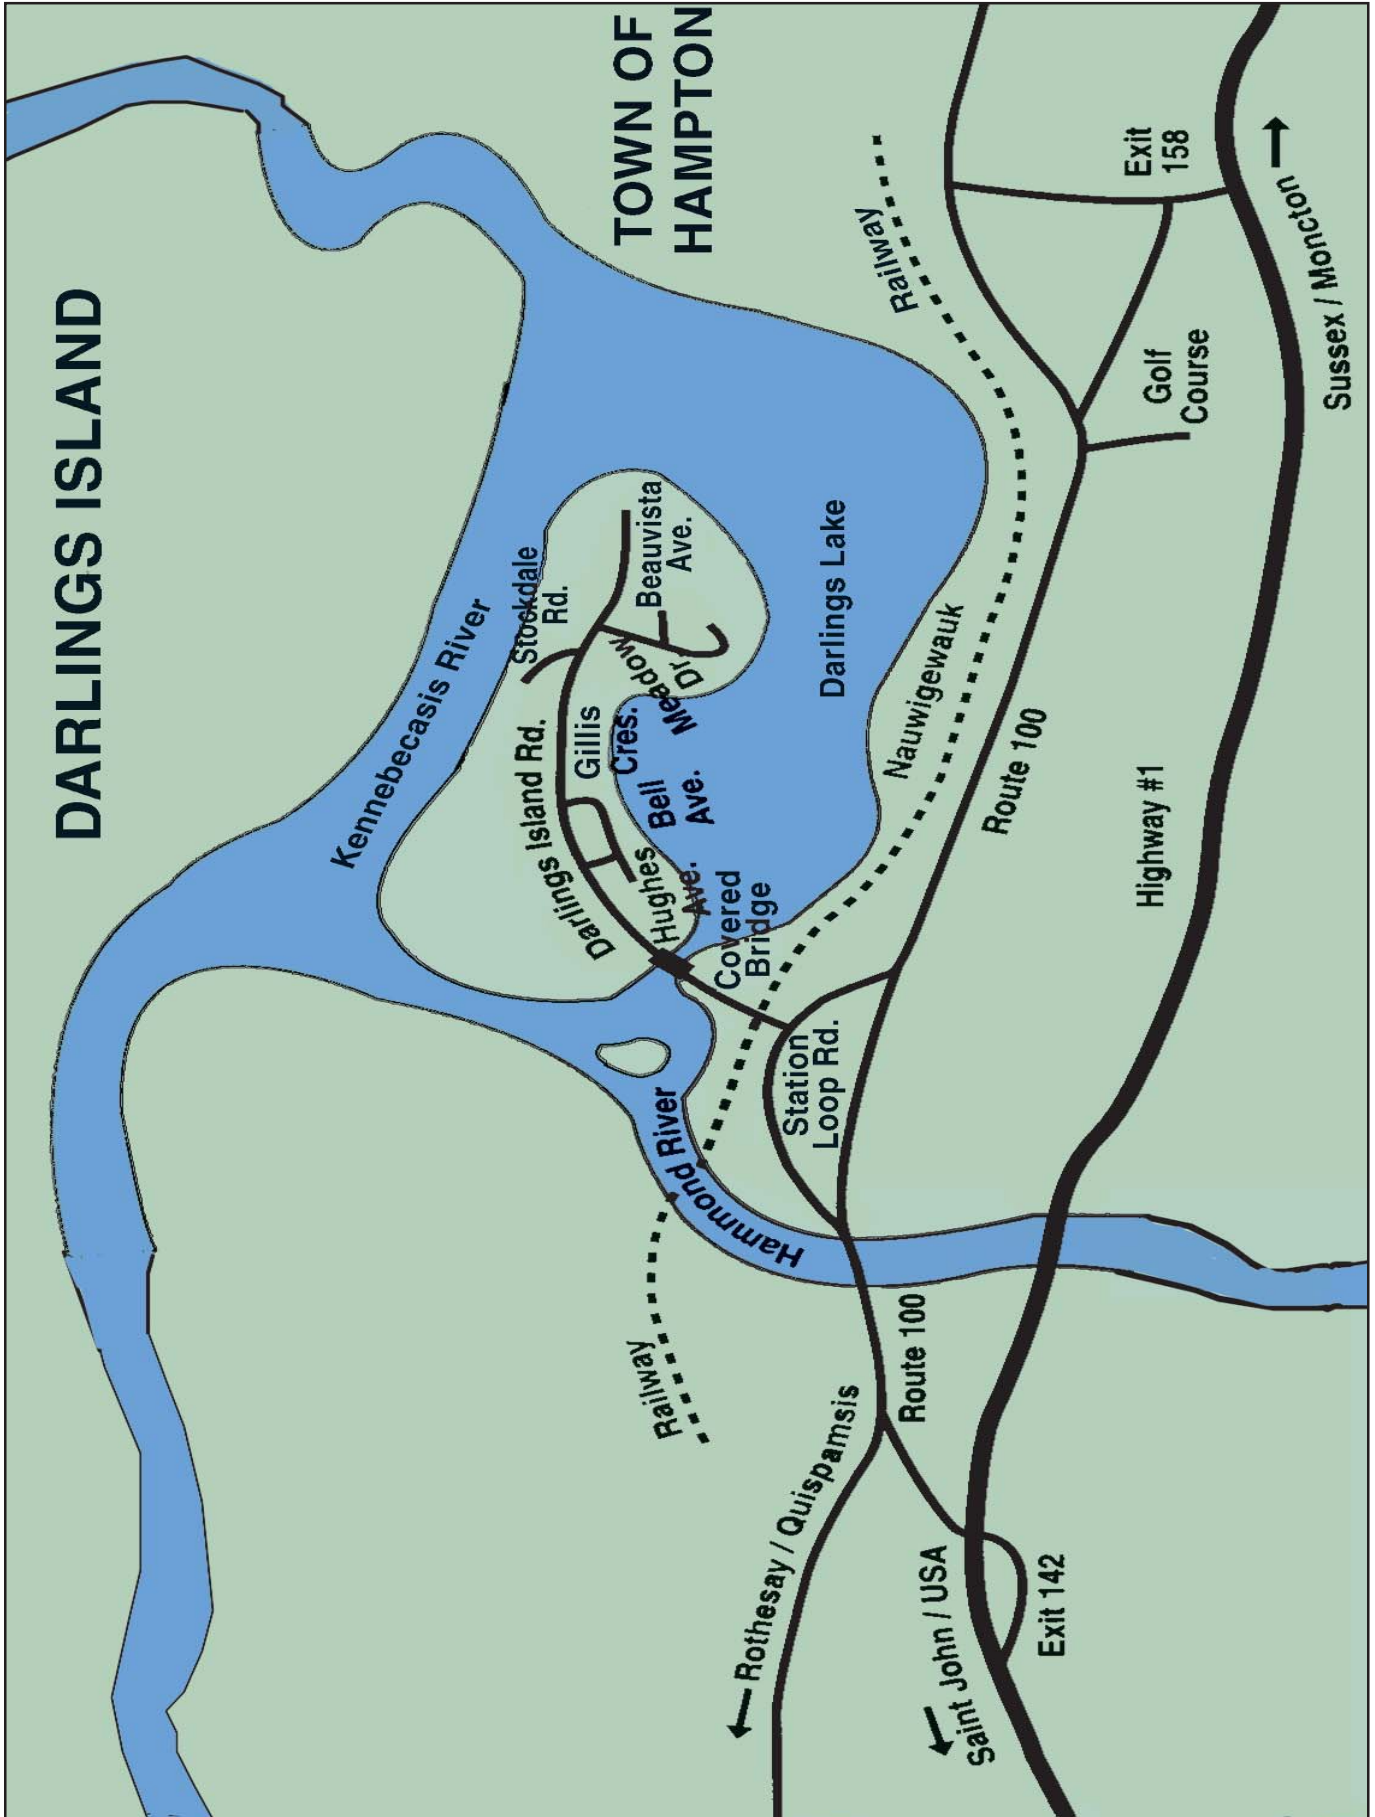 DARLINGS ISLAND
TOWN OF
HAMPTON
Kennebecasis River
Stockdale
Rd.
Beauvista
Ave.
Meadow
Dr.
Darlings Island Rd.
Gillis
Cres.
Bell
Ave.
Hughes
Ave.
Covered
Bridge
Darlings Lake
Railway
Nauwigewauk
Hammond River
Station
Loop Rd.
Railway
Route 100
Route 100
Exit
158
Golf
Course
Highway #1
Sussex / Moncton
Rothesay / Quispamsis
Saint John / USA
Exit 142